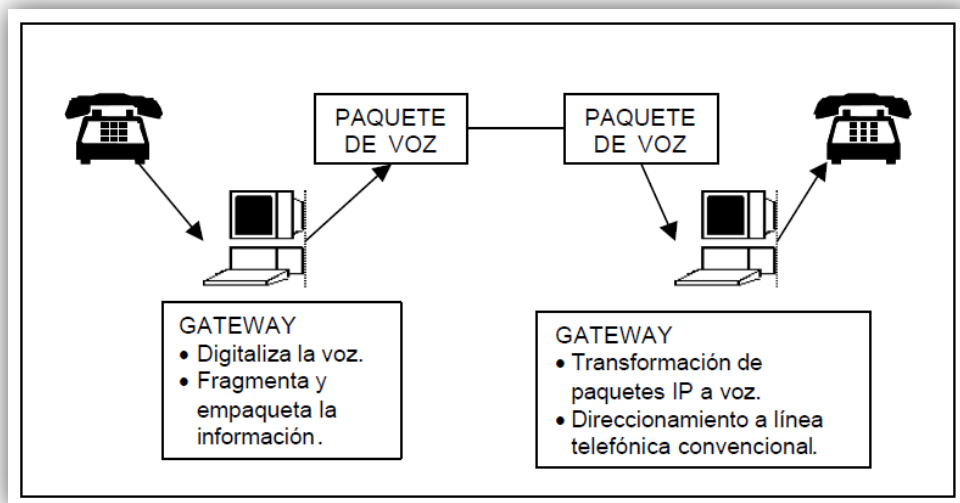 PAQUETE
DE VOZ
PAQUETE
DE VOZ
GATEWAY
• Digitaliza la voz.
• Fragmenta y
empaqueta la
información.
GATEWAY
• Transformación de
paquetes IP a voz.
• Direccionamiento a línea
telefónica convencional.